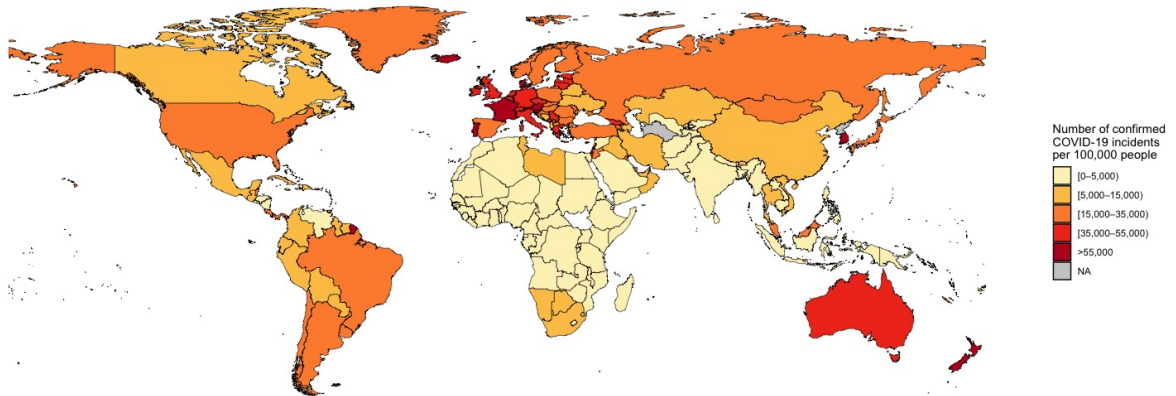 Number of confirmed
COVID-19 incidents
per 100,000 people
[0–5,000)
[5,000–15,000)
[15,000–35,000)
[35,000–55,000)
>55,000
NA